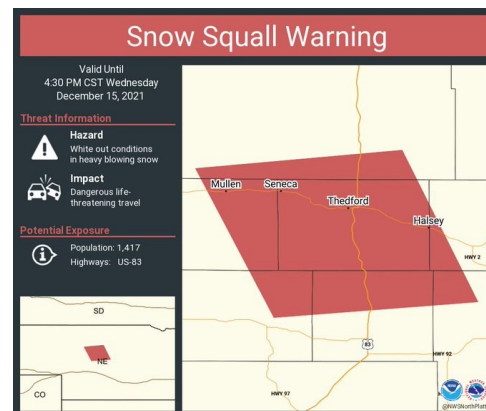 Snow Squall Warning
Valid Until
4:30 PM CST Wednesday
December 15, 2021
Threat Information
Hazard
White out conditions
in heavy blowing snow
Impact
Dangerous life-
threatening travel
Potential Exposure
Population: 1,417
Highways: US-83
SD
NE
CO
Mullen
Seneca
Thedford
Halsey
HWY 2
83
HWY 92
HWY 97
@NWSNorthPlatt